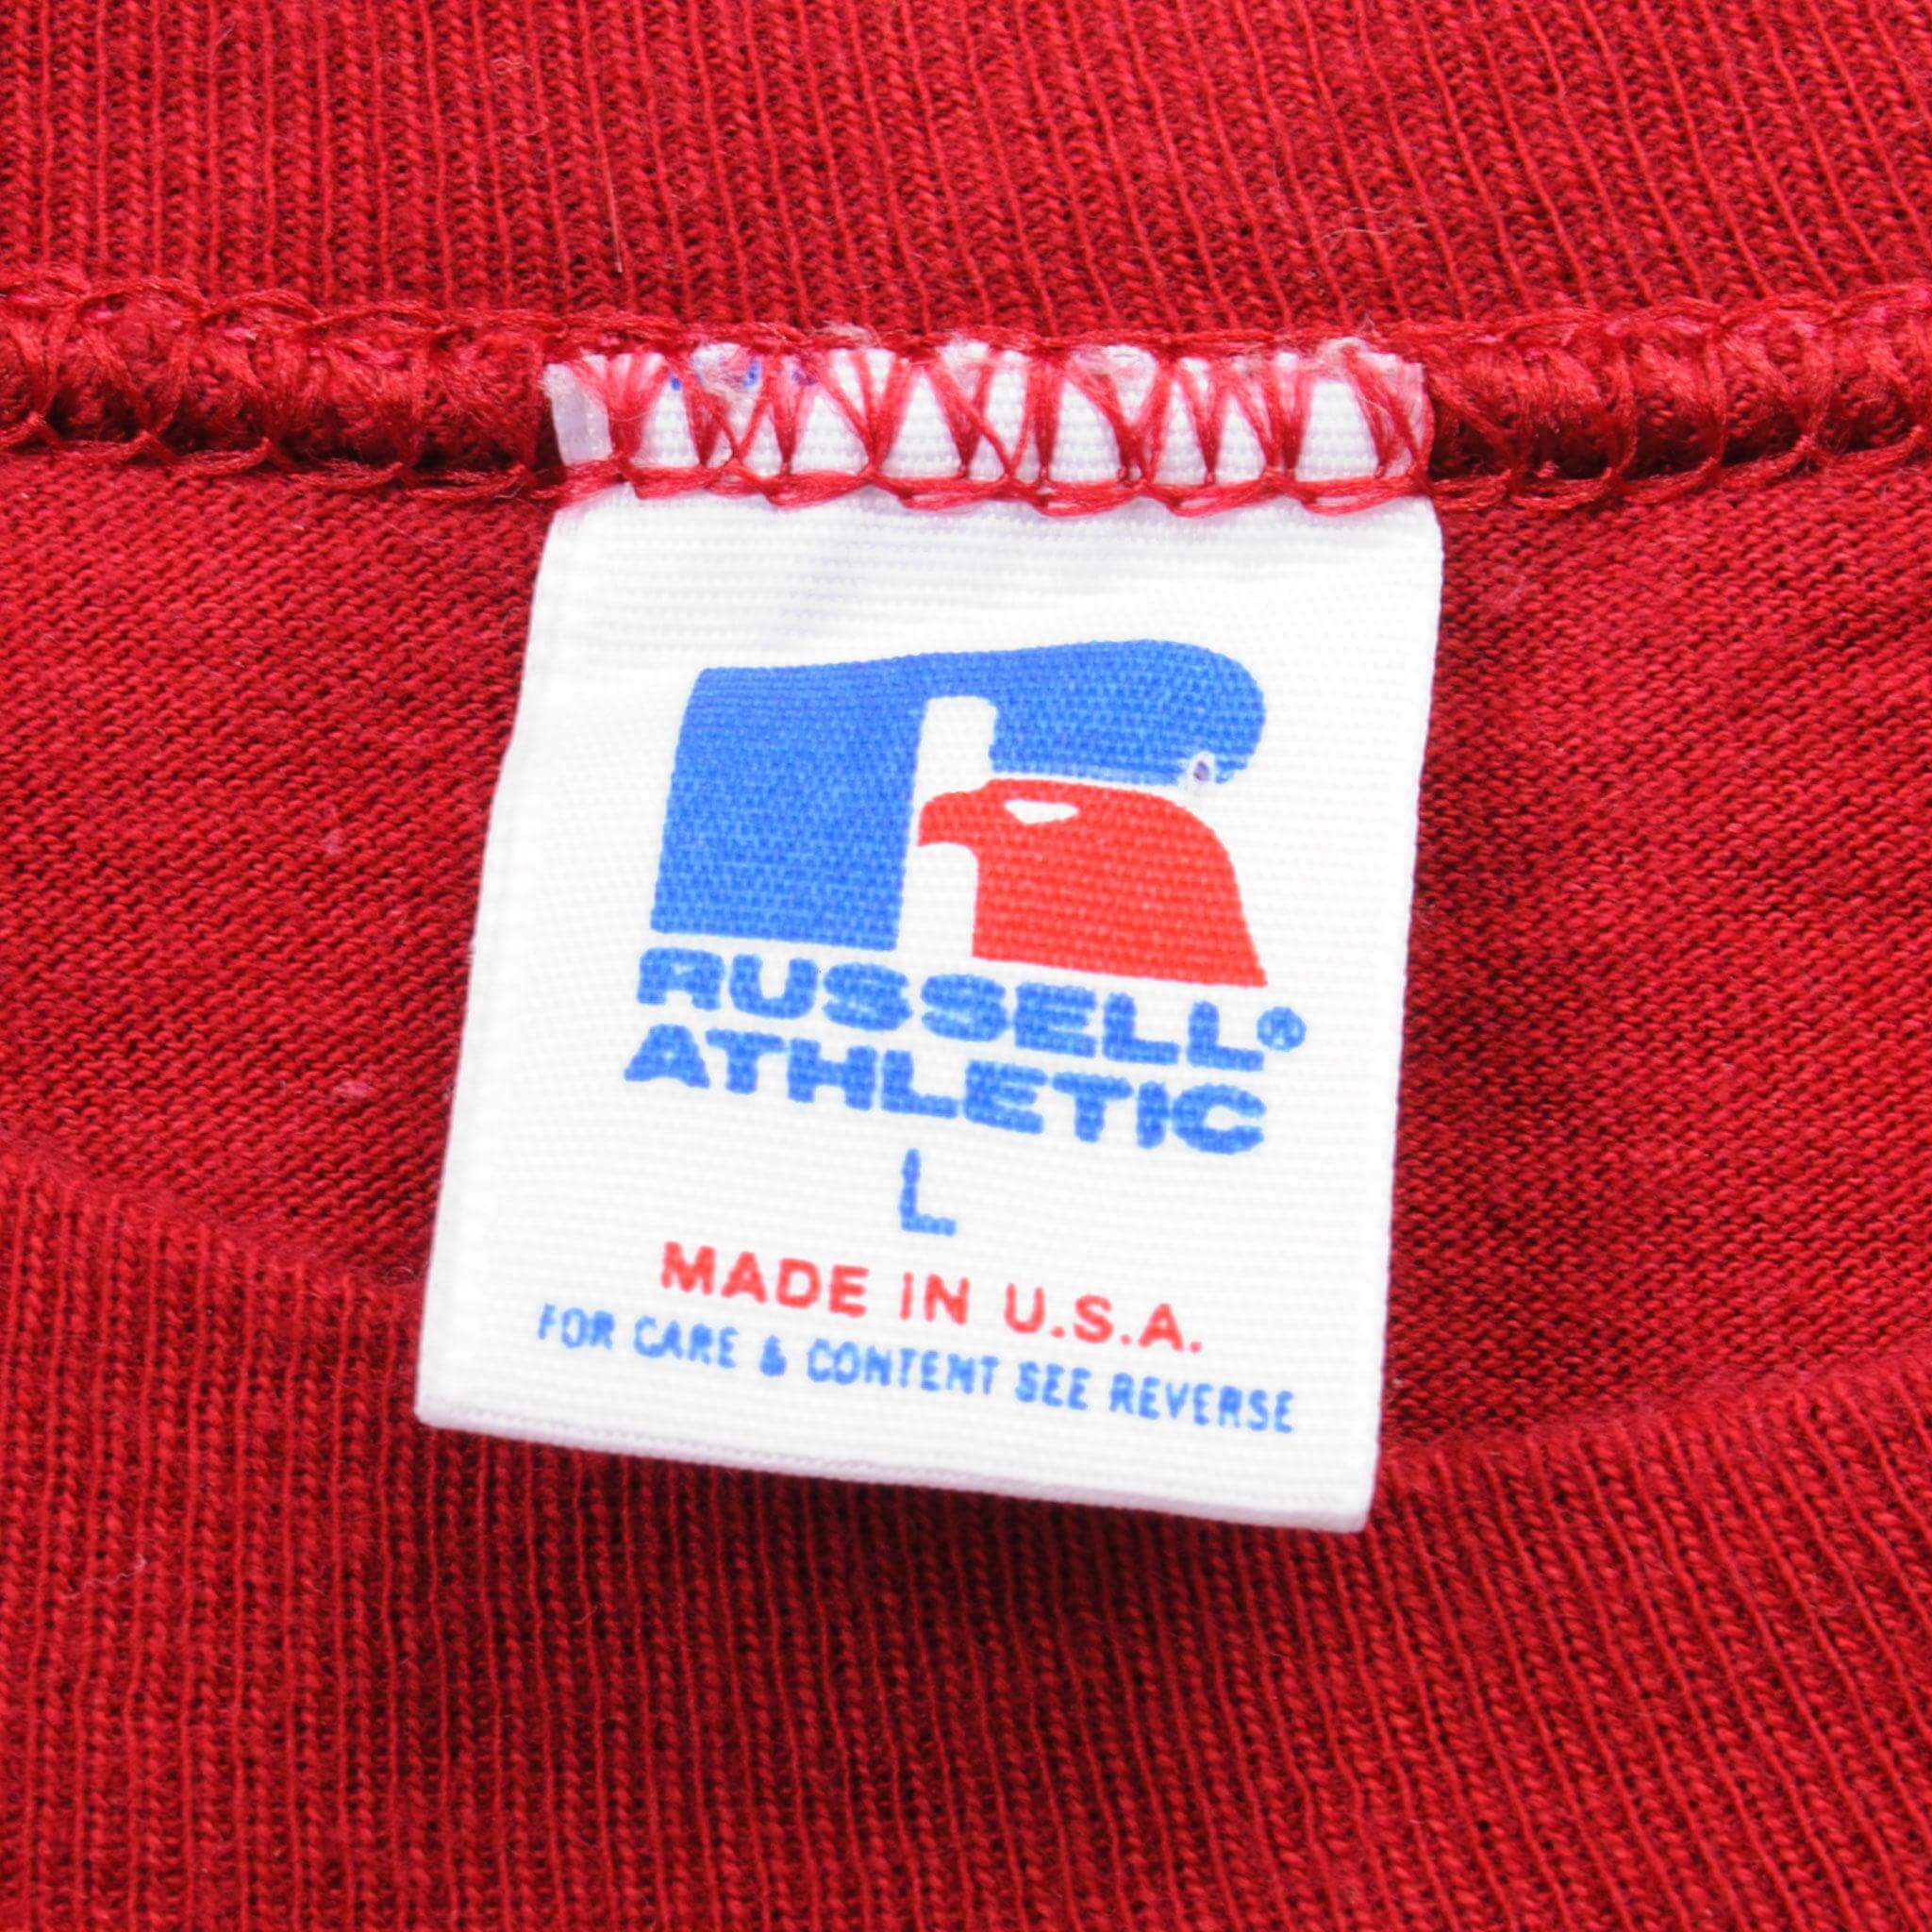 RUSSELL®
ATHLETIC
L
MADE IN U.S.A.
FOR CARE & CONTENT SEE REVERSE